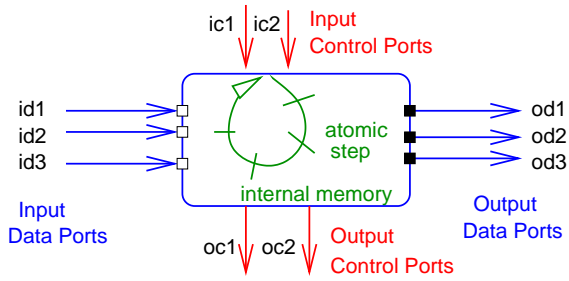 ic1 ic2 Input
Control Ports
id1
id2
id3
atomic
step
internal memory
od1
od2
od3
Input
Data Ports
oc1 oc2 Output
Control Ports
Output
Data Ports